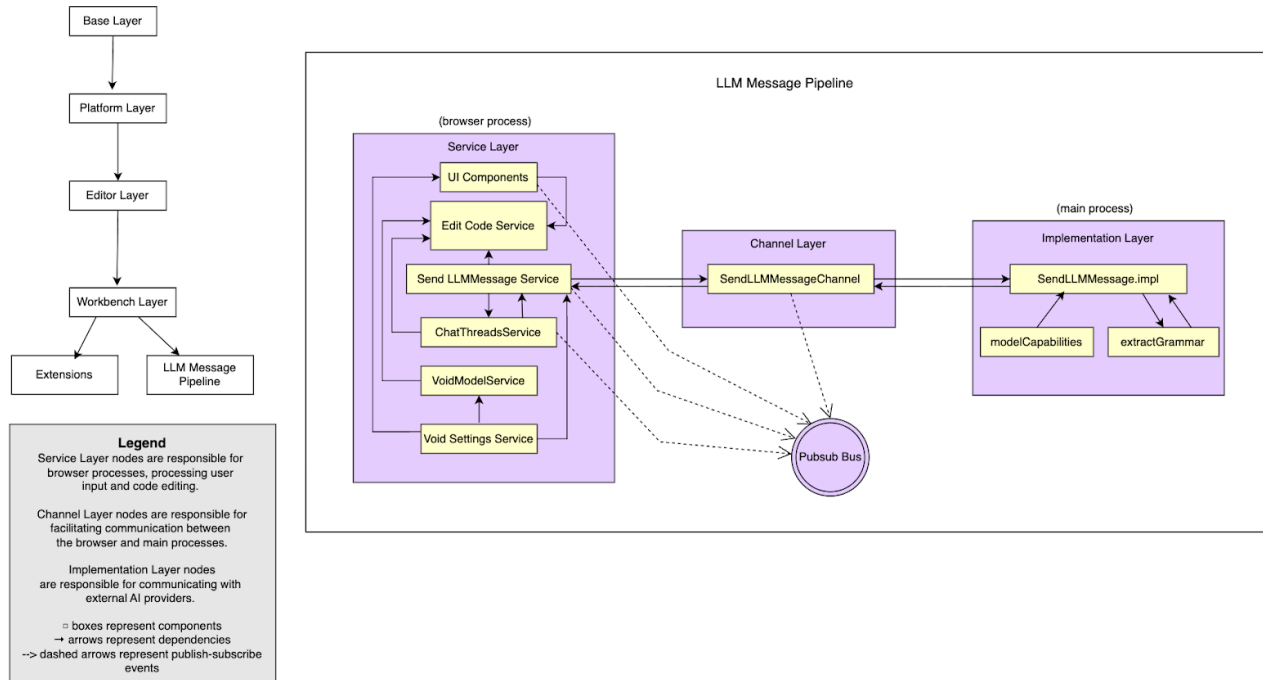 Base Layer
Platform Layer
Editor Layer
Workbench Layer
Extensions
LLM Message
Pipeline
Legend
Service Layer nodes are responsible for
browser processes, processing user
input and code editing.
Channel Layer nodes are responsible for
facilitating communication between
the browser and main processes.
Implementation Layer nodes
are responsible for communicating with
external AI providers.
□ boxes represent components
→ arrows represent dependencies
--> dashed arrows represent publish-subscribe
events
LLM Message Pipeline
(browser process)
Service Layer
UI Components
Edit Code Service
Send LLMMessage Service
ChatThreadsService
VoidModelService
Void Settings Service
Channel Layer
SendLLMMessageChannel
Pubsub Bus
(main process)
Implementation Layer
SendLLMMessage.impl
modelCapabilities
extractGrammar